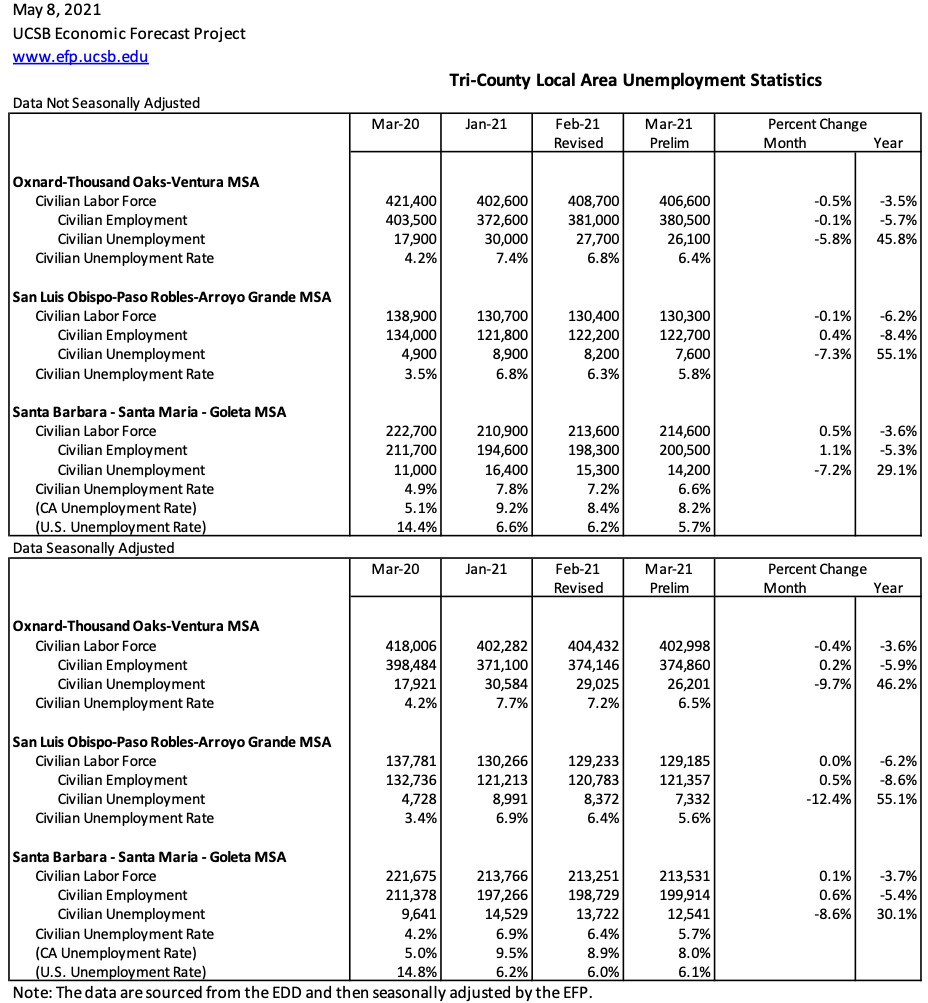 May 8, 2021
UCSB Economic Forecast Project
www.efp.ucsb.edu
Tri-County Local Area Unemployment Statistics
Data Not Seasonally Adjusted
Mar-20 Jan-21 Feb-21 Mar-21 Percent Change
Revised Prelim Month Year
Oxnard-Thousand Oaks-Ventura MSA
Civilian Labor Force 421,400 402,600 408,700 406,600 -0.5% -3.5%
Civilian Employment 403,500 372,600 381,000 380,500 -0.1% -5.7%
Civilian Unemployment 17,900 30,000 27,700 26,100 -5.8% 45.8%
Civilian Unemployment Rate 4.2% 7.4% 6.8% 6.4%
San Luis Obispo-Paso Robles-Arroyo Grande MSA
Civilian Labor Force 138,900 130,700 130,400 130,300 -0.1% -6.2%
Civilian Employment 134,000 121,800 122,200 122,700 0.4% -8.4%
Civilian Unemployment 4,900 8,900 8,200 7,600 -7.3% 55.1%
Civilian Unemployment Rate 3.5% 6.8% 6.3% 5.8%
Santa Barbara - Santa Maria - Goleta MSA
Civilian Labor Force 222,700 210,900 213,600 214,600 0.5% -3.6%
Civilian Employment 211,700 194,600 198,300 200,500 1.1% -5.3%
Civilian Unemployment 11,000 16,400 15,300 14,200 -7.2% 29.1%
Civilian Unemployment Rate 4.9% 7.8% 7.2% 6.6%
(CA Unemployment Rate) 5.1% 9.2% 8.4% 8.2%
(U.S. Unemployment Rate) 14.4% 6.6% 6.2% 5.7%
Data Seasonally Adjusted
Mar-20 Jan-21 Feb-21 Mar-21 Percent Change
Revised Prelim Month Year
Oxnard-Thousand Oaks-Ventura MSA
Civilian Labor Force 418,006 402,282 404,432 402,998 -0.4% -3.6%
Civilian Employment 398,484 371,100 374,146 374,860 0.2% -5.9%
Civilian Unemployment 17,921 30,584 29,025 26,201 -9.7% 46.2%
Civilian Unemployment Rate 4.2% 7.7% 7.2% 6.5%
San Luis Obispo-Paso Robles-Arroyo Grande MSA
Civilian Labor Force 137,781 130,266 129,233 129,185 0.0% -6.2%
Civilian Employment 132,736 121,213 120,783 121,357 0.5% -8.6%
Civilian Unemployment 4,728 8,991 8,372 7,332 -12.4% 55.1%
Civilian Unemployment Rate 3.4% 6.9% 6.4% 5.6%
Santa Barbara - Santa Maria - Goleta MSA
Civilian Labor Force 221,675 213,766 213,251 213,531 0.1% -3.7%
Civilian Employment 211,378 197,266 198,729 199,914 0.6% -5.4%
Civilian Unemployment 9,641 14,529 13,722 12,541 -8.6% 30.1%
Civilian Unemployment Rate 4.2% 6.9% 6.4% 5.7%
(CA Unemployment Rate) 5.0% 9.5% 8.9% 8.0%
(U.S. Unemployment Rate) 14.8% 6.2% 6.0% 6.1%
Note: The data are sourced from the EDD and then seasonally adjusted by the EFP.